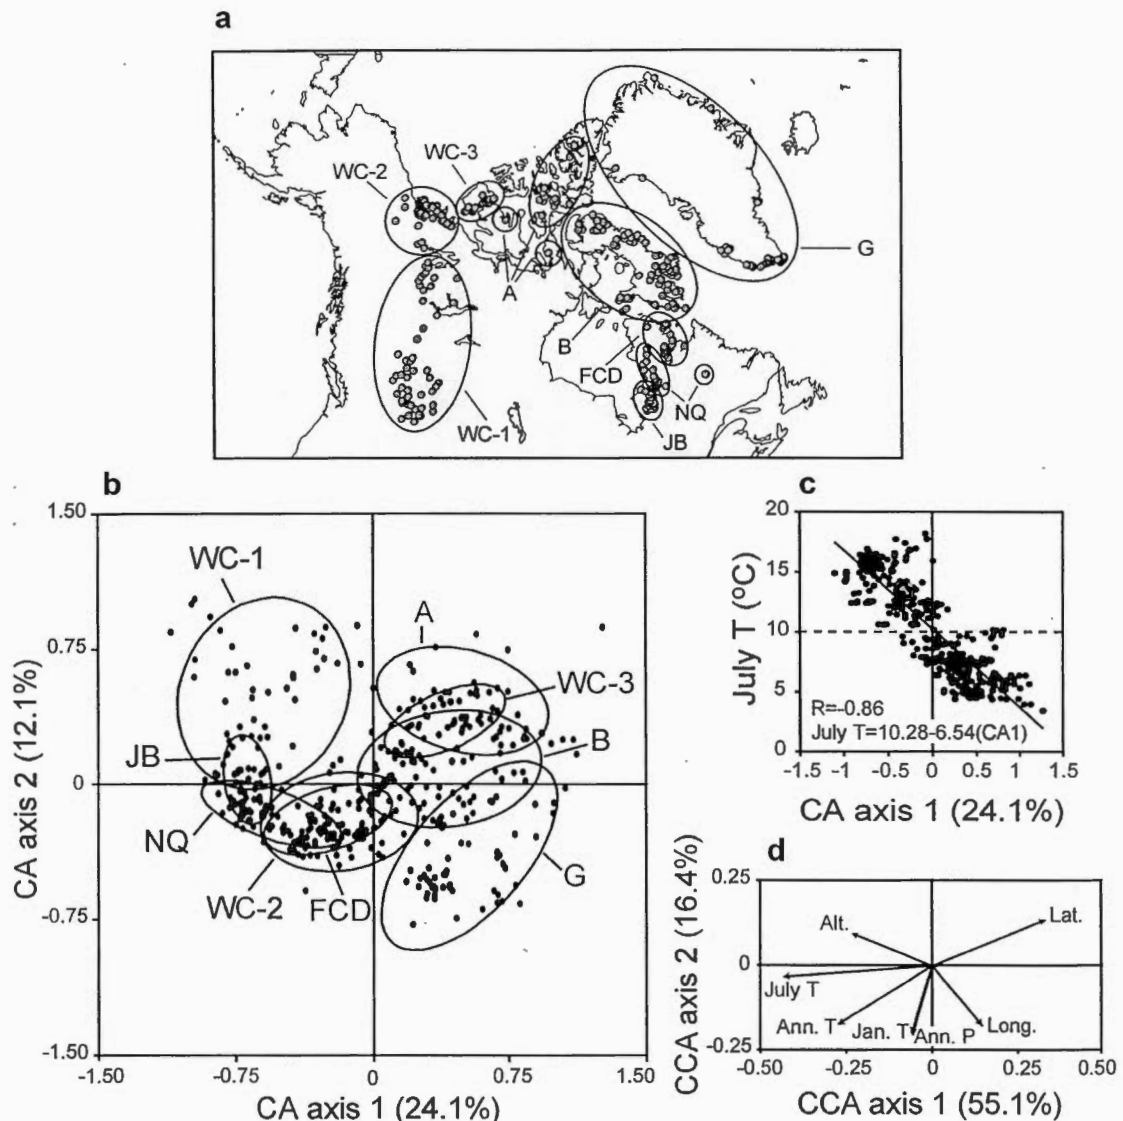 a
WC-3
WC-2
G
A
B
FCD
NQ
WC-1
JB
b
1.50
WC-1
A
0.75
WC-3
JB
B
0
NQ
G
WC-2
FCD
-0.75
-1.50
-1.50
-0.75
0
0.75
1.50
CA axis 2 (12.1%)
CA axis 1 (24.1%)
c
20
15
10
5
0
July T (ºC)
R=-0.86
July T=10.28-6.54(CA1)
-1.5
-1
-0.5
0
0.5
1
1.5
CA axis 1 (24.1%)
d
0.25
Alt.
Lat.
0
July T
Ann. T
Jan. T
Ann. P
Long.
-0.25
-0.50
-0.25
0
0.25
0.50
CCA axis 2 (16.4%)
CCA axis 1 (55.1%)